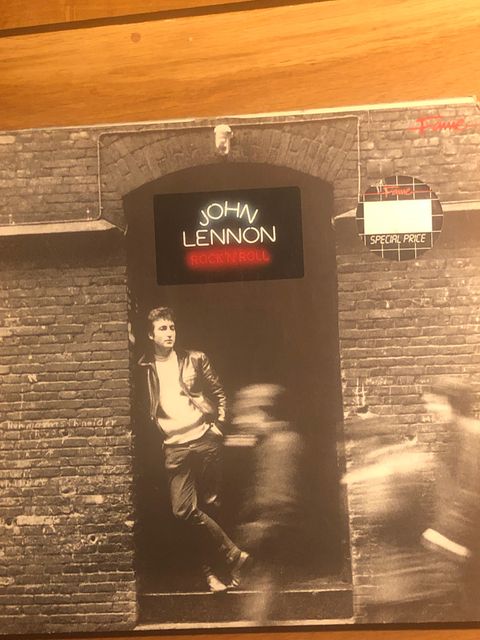 Fame
JOHN
LENNON
ROCK'N'ROLL
Fame
SPECIAL PRICE